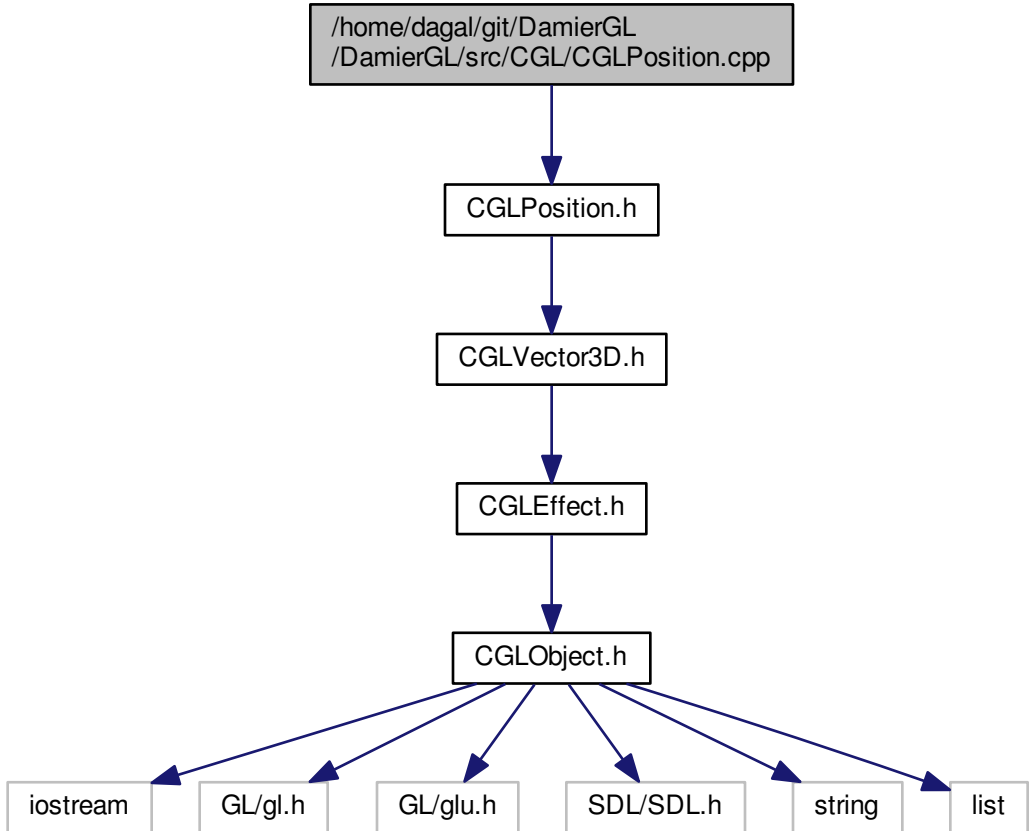 /home/dagal/git/DamierGL
/DamierGL/src/CGL/CGLPosition.cpp
CGLPosition.h
CGLVector3D.h
CGLEffect.h
CGLObject.h
iostream
GL/gl.h
GL/glu.h
SDL/SDL.h
string
list